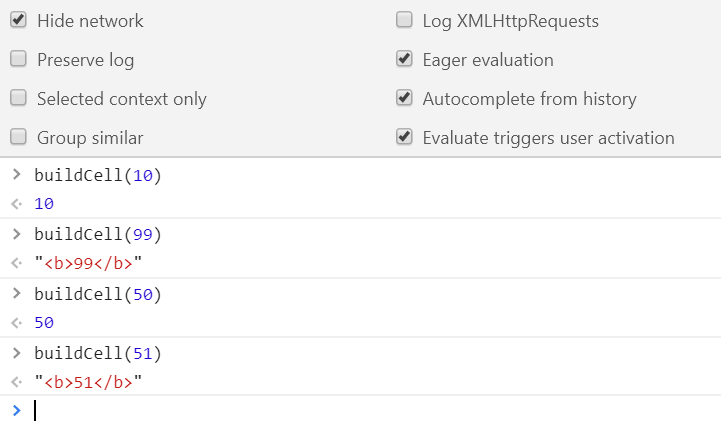 Hide network
Log XMLHttpRequests
Preserve log
Eager evaluation
Selected context only
Autocomplete from history
Group similar
Evaluate triggers user activation
> buildCell(10)
<· 10
> buildCell(99)
<· "<b>99</b>"
> buildCell(50)
<· 50
> buildCell(51)
<· "<b>51</b>"
>